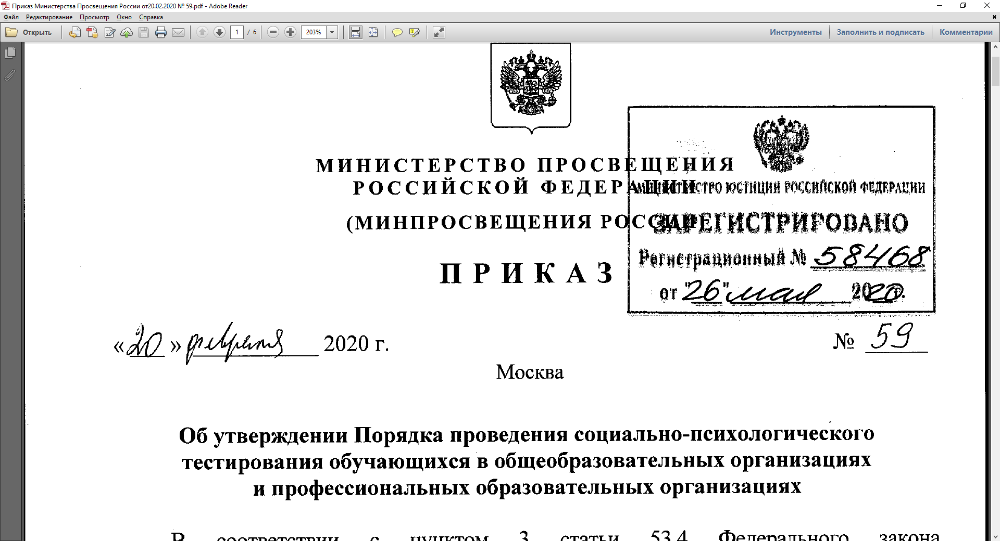 Приказ Министерства Просвещения России от20.02.2020 № 59.pdf - Adobe Reader
Файл Редактирование Просмотр Окно Справка
Открыть 1 / 6 203% Инструменты Заполнить и подписать Комментарии
МИНИСТЕРСТВО ПРОСВЕЩЕНИЯ
РОССИЙСКОЙ ФЕДЕРАЦИИ
(МИНПРОСВЕЩЕНИЯ РОССИИ)
ПРИКАЗ
МИНИСТЕРСТРО ЮСТИЦИИ РОССИЙСКОЙ ФЕДЕРАЦИИ
ЗАРЕГИСТРИРОВАНО
Регистрационный № 58468
от "26" мая 2020 г.
«20» февраля 2020 г. № 59
Москва
Об утверждении Порядка проведения социально-психологического
тестирования обучающихся в общеобразовательных организациях
и профессиональных образовательных организациях
В соответствии с пунктом 3 статьи 53.4 Федерального закона